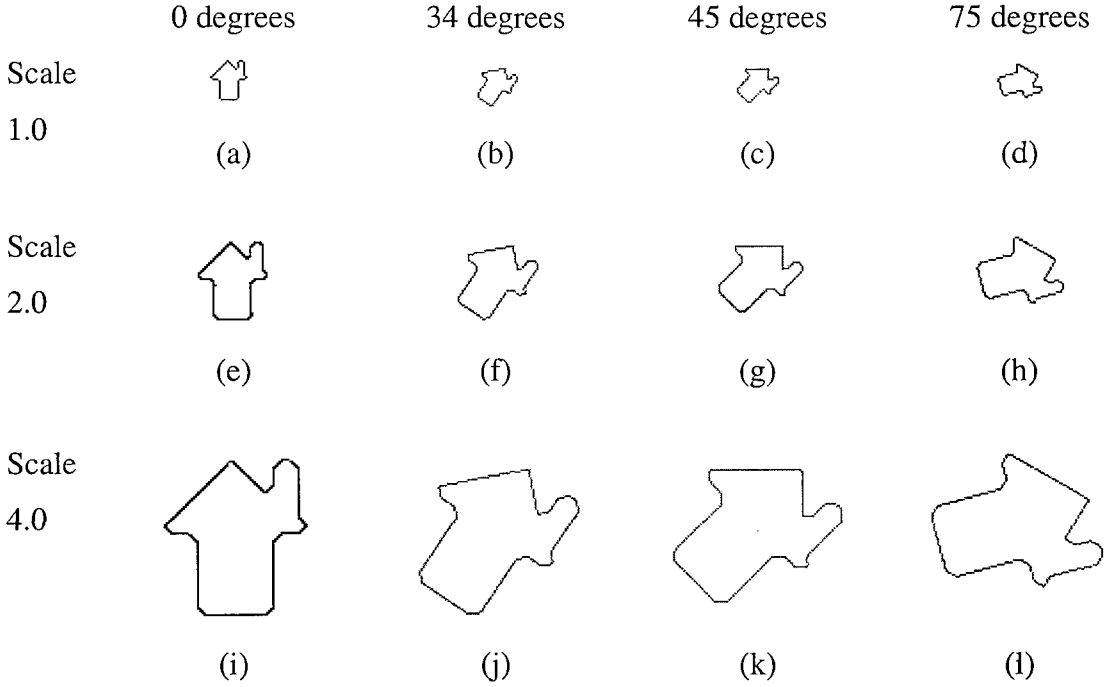 0 degrees 34 degrees 45 degrees 75 degrees
Scale
1.0
(a) (b) (c) (d)
Scale
2.0
(e) (f) (g) (h)
Scale
4.0
(i) (j) (k) (l)